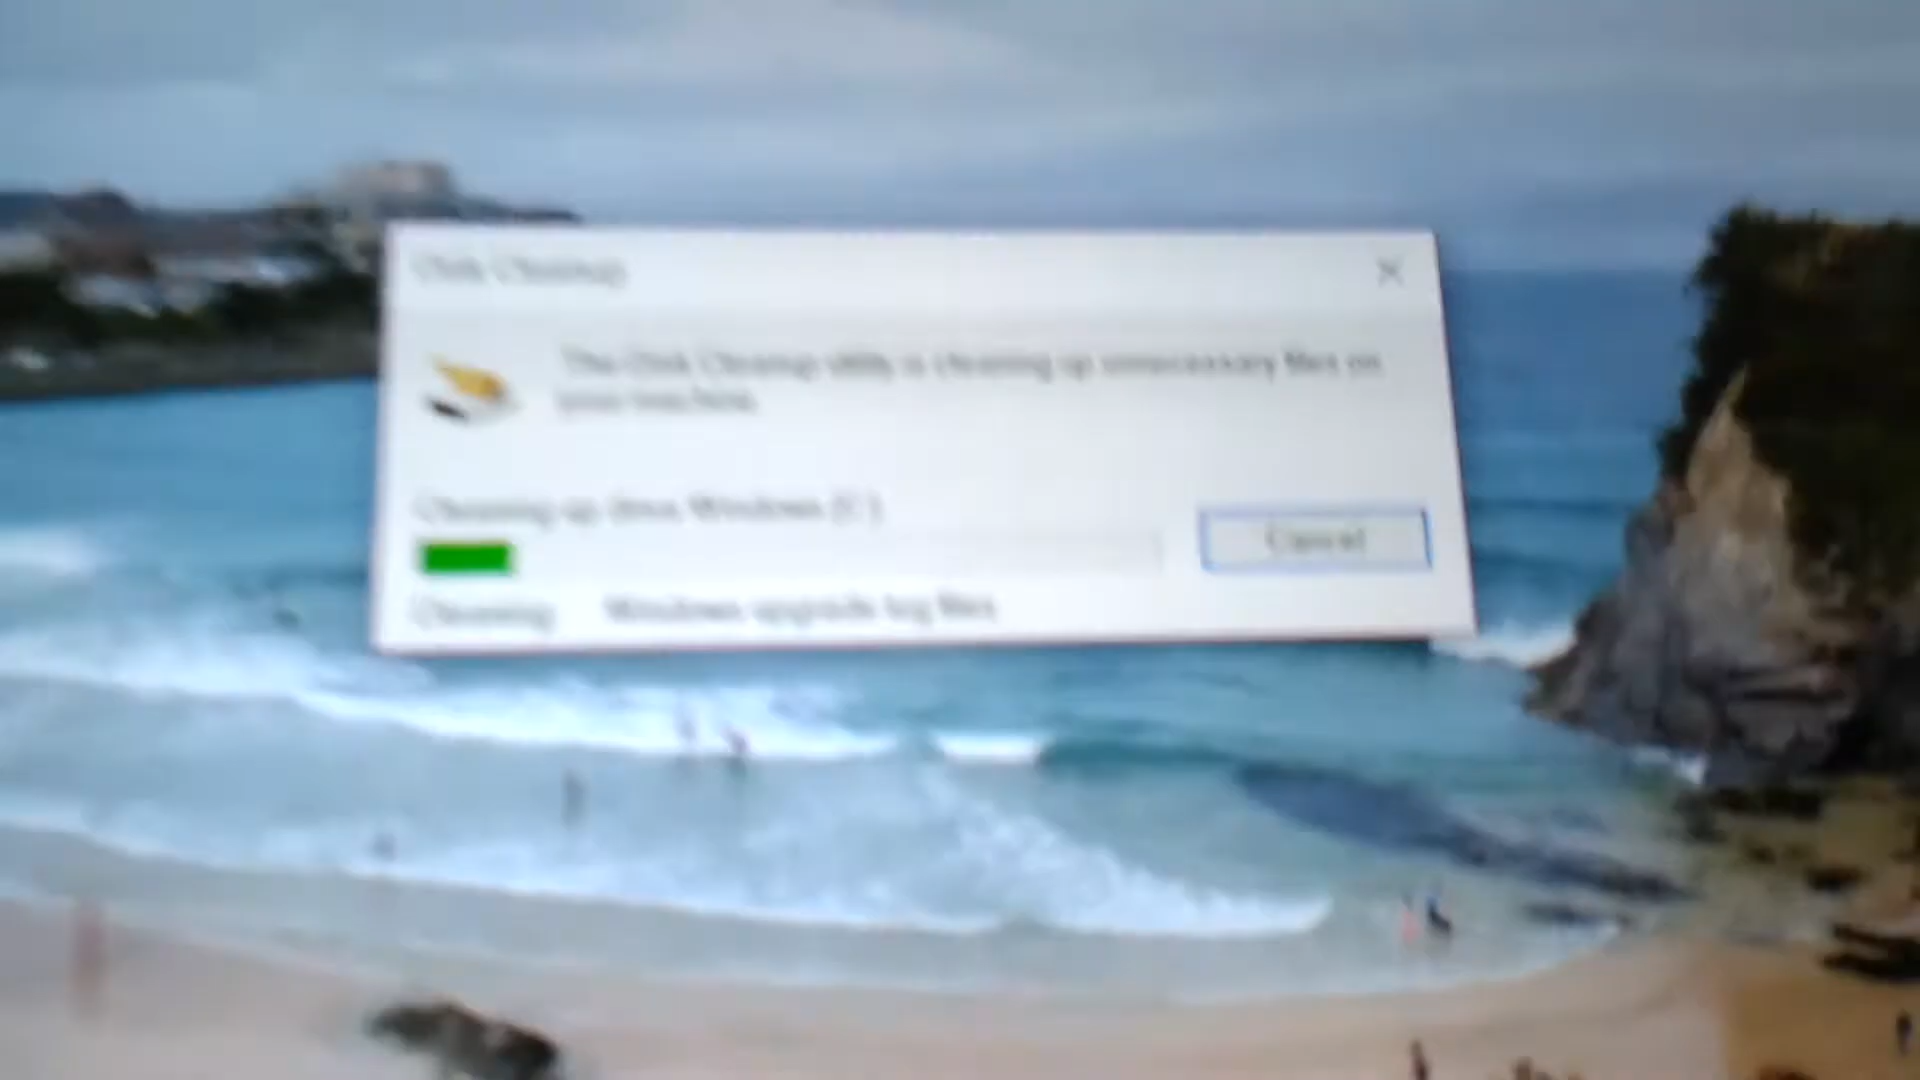 Disk Cleanup
The Disk Cleanup utility is cleaning up unnecessary files on
your machine.
Cleaning up drive Windows (C:)
Cancel
Cleaning Windows upgrade log files